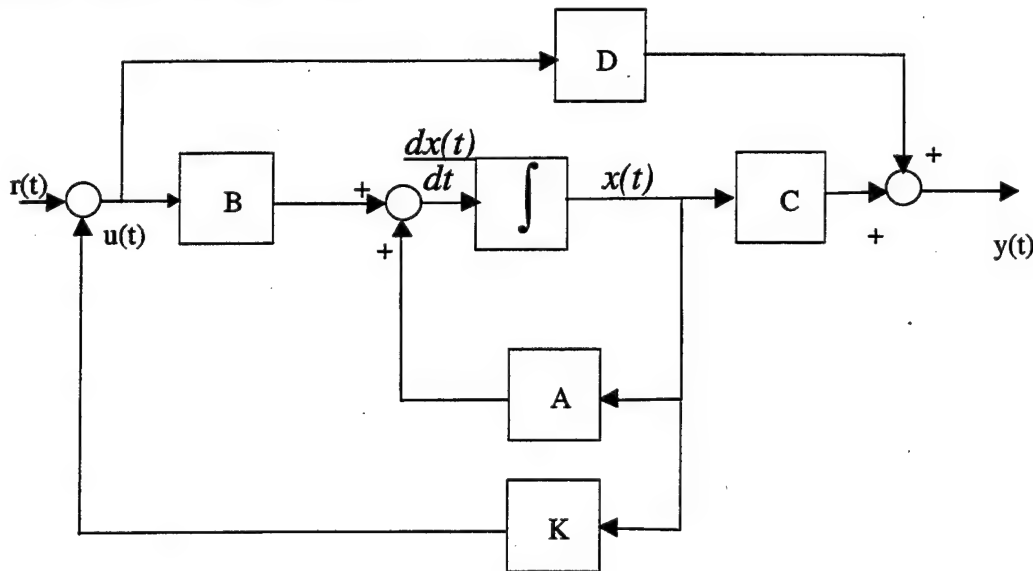 D
dx(t)
dt
∫
x(t)
r(t)
u(t)
B
+
+
C
+
+
y(t)
A
K